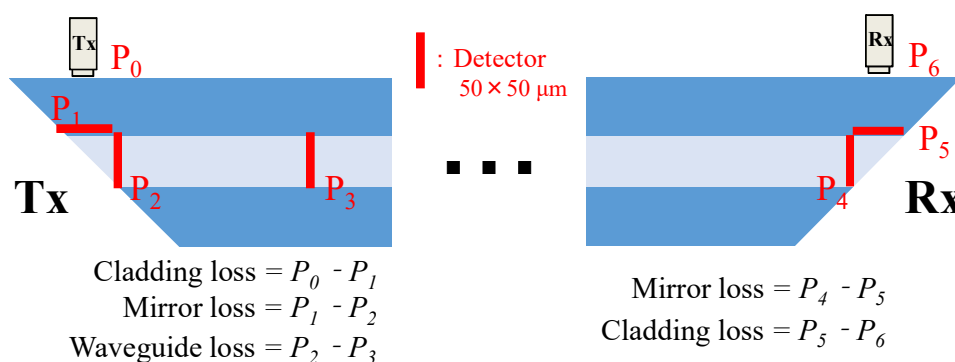 Tx
P0
: Detector
50×50 μm
Rx
P6
P1
P2
P3
P4
P5
Tx
Rx
Cladding loss = P0 - P1
Mirror loss = P1 - P2
Waveguide loss = P2 - P3
Mirror loss = P4 - P5
Cladding loss = P5 - P6